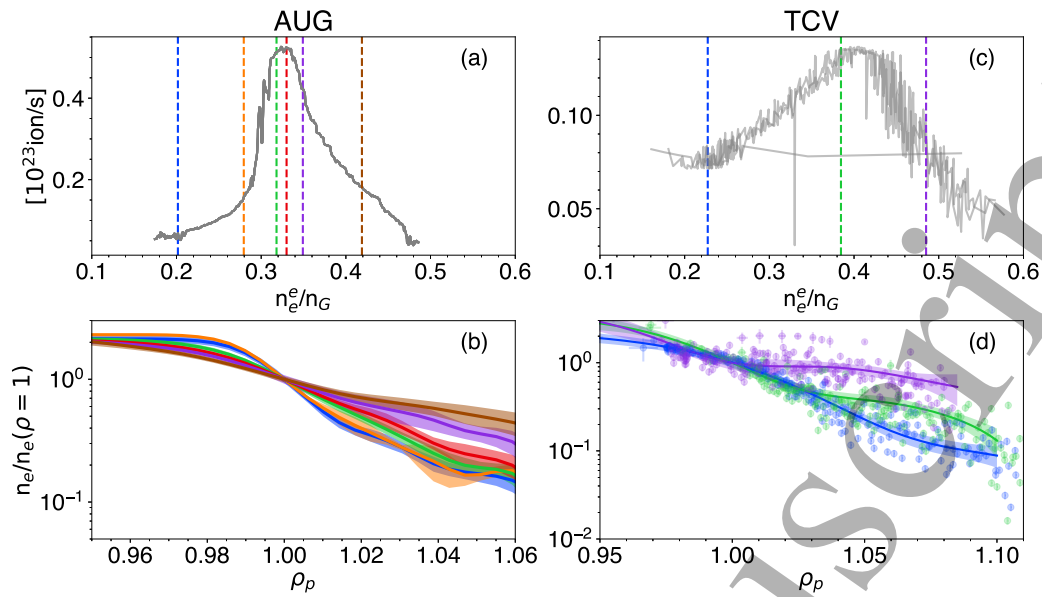 AUG
TCV
(a)
(c)
[10²³ion/s]
0.4
0.2
0.1 0.2 0.3 0.4 0.5 0.6
nₑᵉ/n_G
0.10
0.05
0.1 0.2 0.3 0.4 0.5 0.6
nₑᵉ/n_G
(b)
(d)
nₑ/nₑ(ρ = 1)
10⁰
10⁻¹
0.96 0.98 1.00 1.02 1.04 1.06
ρₚ
10⁰
10⁻¹
10⁻²
0.95 1.00 1.05 1.10
ρₚ